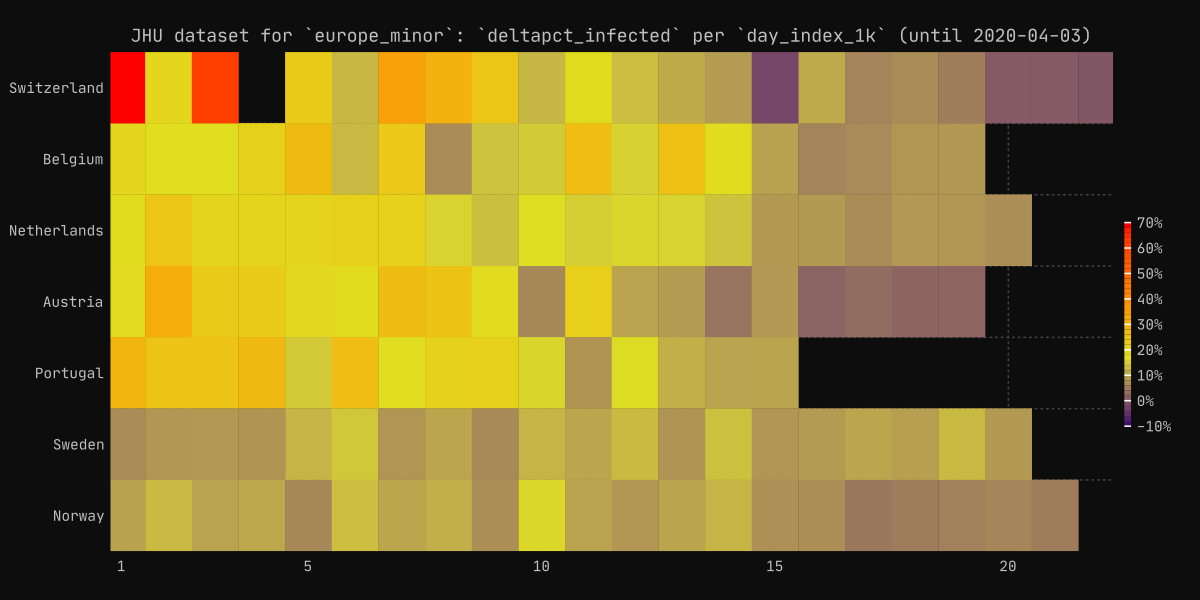 JHU dataset for `europe_minor`: `deltapct_infected` per `day_index_1k` (until 2020-04-03)
Switzerland
Belgium
Netherlands
Austria
Portugal
Sweden
Norway
1 5 10 15 20
70%
60%
50%
40%
30%
20%
10%
0%
-10%